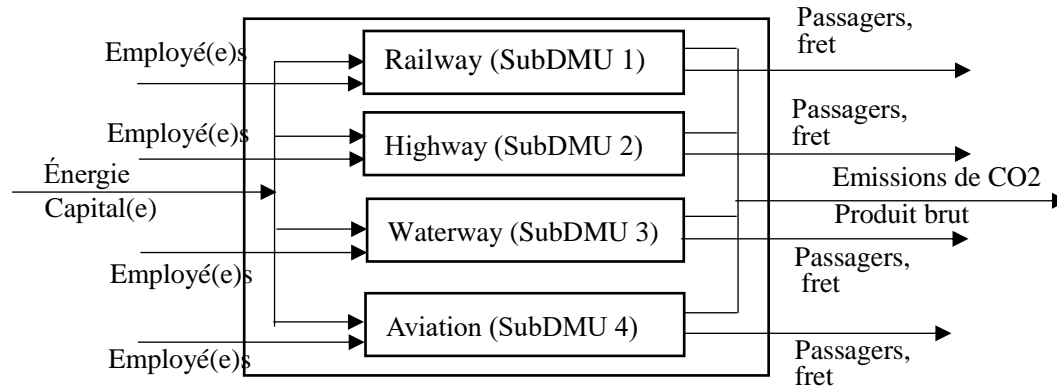 Passagers,
fret
Employé(e)s
Railway (SubDMU 1)
Passagers,
fret
Employé(e)s
Highway (SubDMU 2)
Énergie
Capital(e)
Emissions de CO2
Produit brut
Waterway (SubDMU 3)
Passagers,
fret
Employé(e)s
Aviation (SubDMU 4)
Employé(e)s
Passagers,
fret